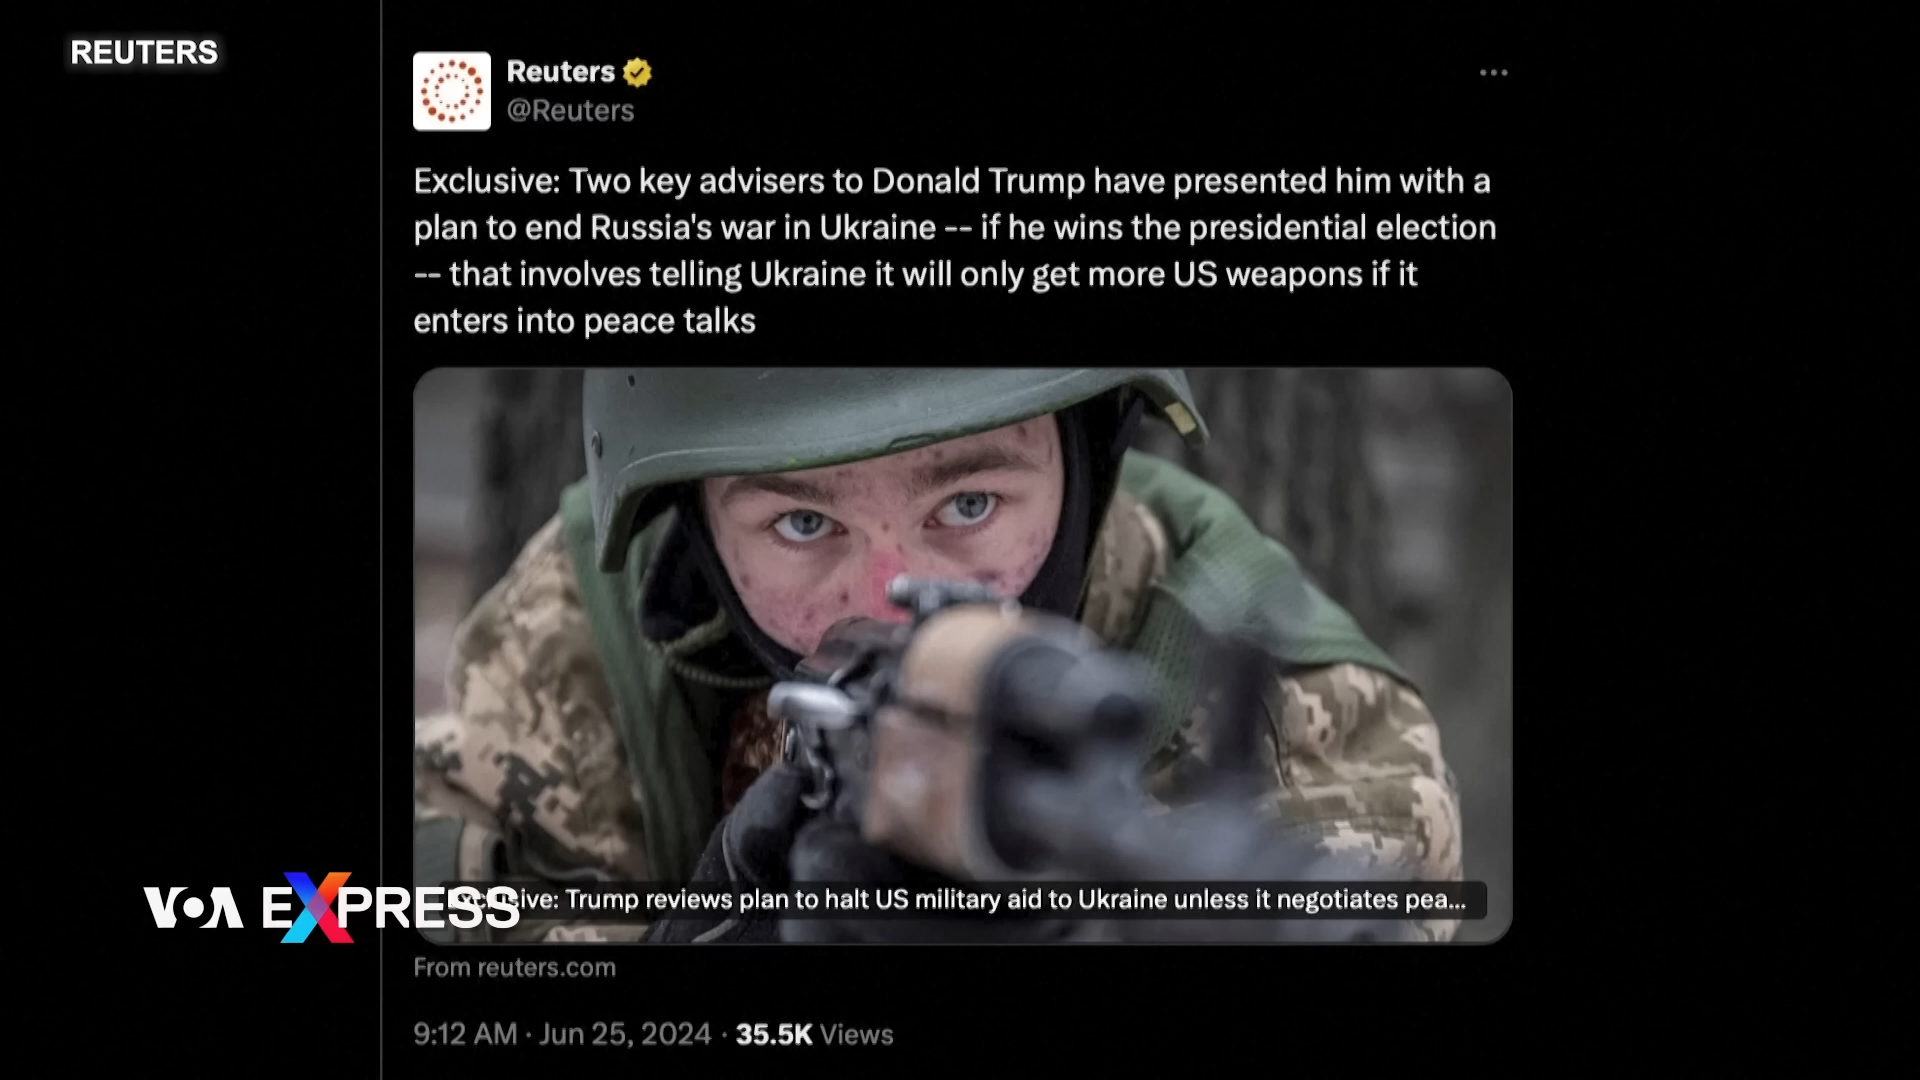 REUTERS
Reuters
@Reuters
Exclusive: Two key advisers to Donald Trump have presented him with a
plan to end Russia's war in Ukraine -- if he wins the presidential election
-- that involves telling Ukraine it will only get more US weapons if it
enters into peace talks
Exclusive: Trump reviews plan to halt US military aid to Ukraine unless it negotiates pea...
VOA EXPRESS
From reuters.com
9:12 AM · Jun 25, 2024 · 35.5K Views